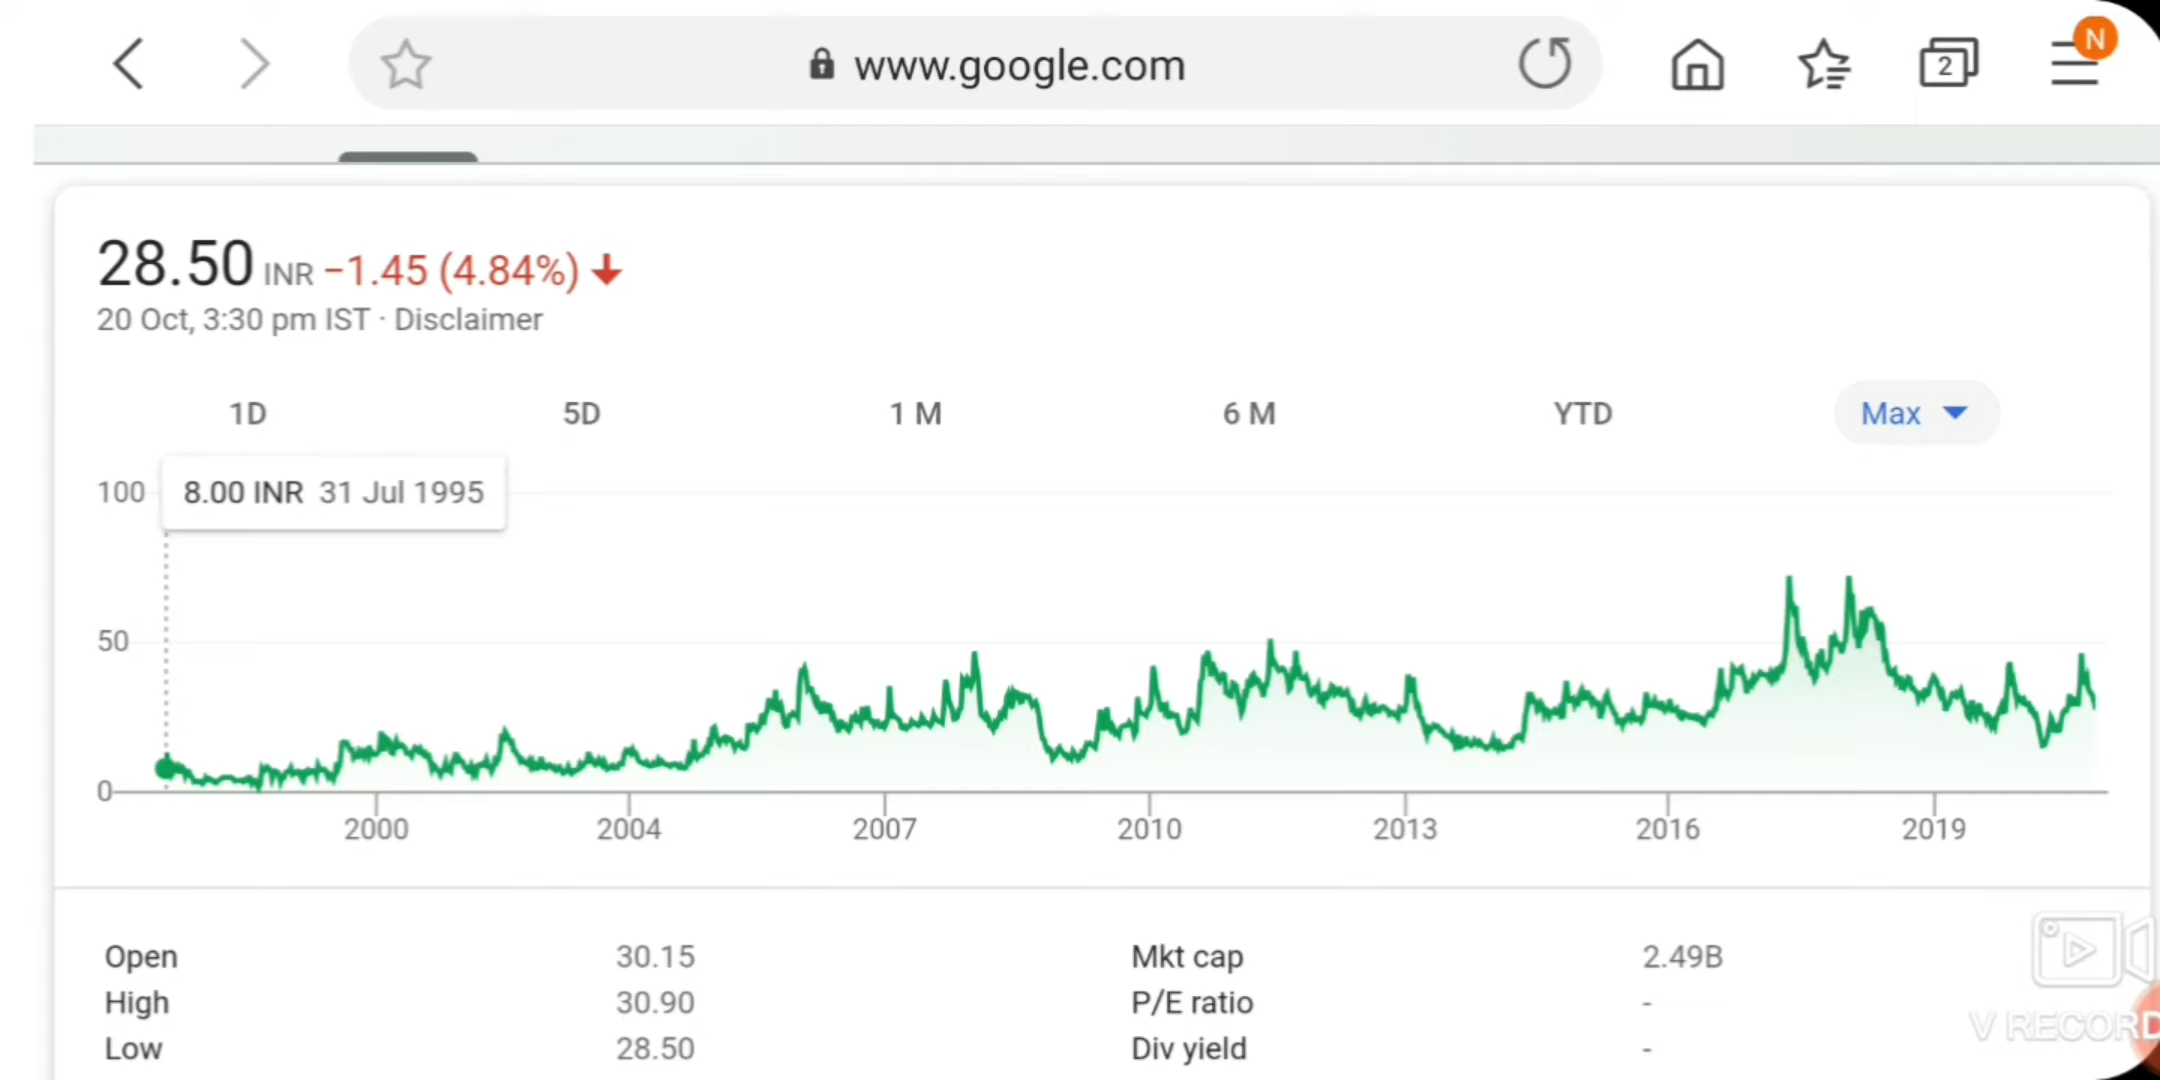 www.google.com
2
N
28.50 INR −1.45 (4.84%)
20 Oct, 3:30 pm IST · Disclaimer
1D 5D 1 M 6 M YTD Max
100
8.00 INR 31 Jul 1995
50
0
2000 2004 2007 2010 2013 2016 2019
Open 30.15 Mkt cap 2.49B
High 30.90 P/E ratio -
Low 28.50 Div yield -
V RECORD